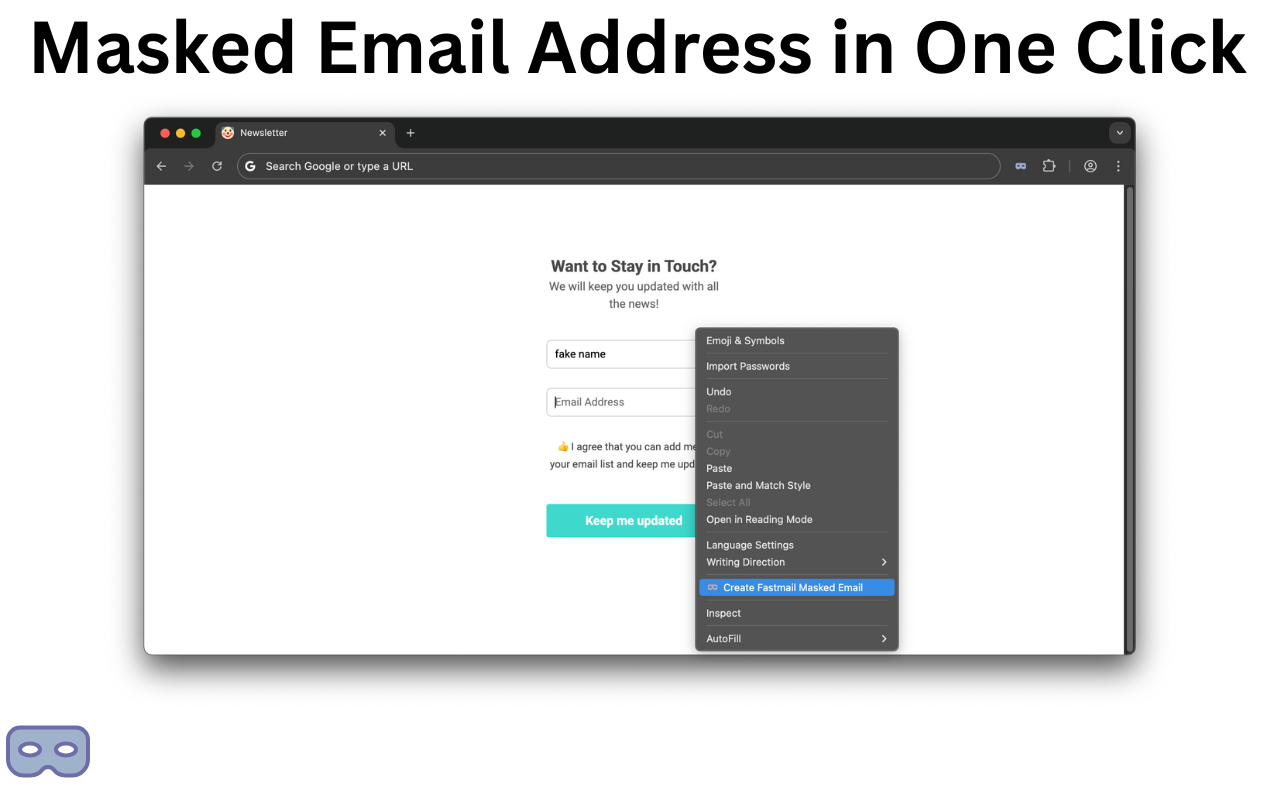 Masked Email Address in One Click
Newsletter
Search Google or type a URL
Want to Stay in Touch?
We will keep you updated with all
the news!
fake name
Email Address
👍 I agree that you can add me
your email list and keep me upd
Keep me updated
Emoji & Symbols
Import Passwords
Undo
Redo
Cut
Copy
Paste
Paste and Match Style
Select All
Open in Reading Mode
Language Settings
Writing Direction
Create Fastmail Masked Email
Inspect
AutoFill